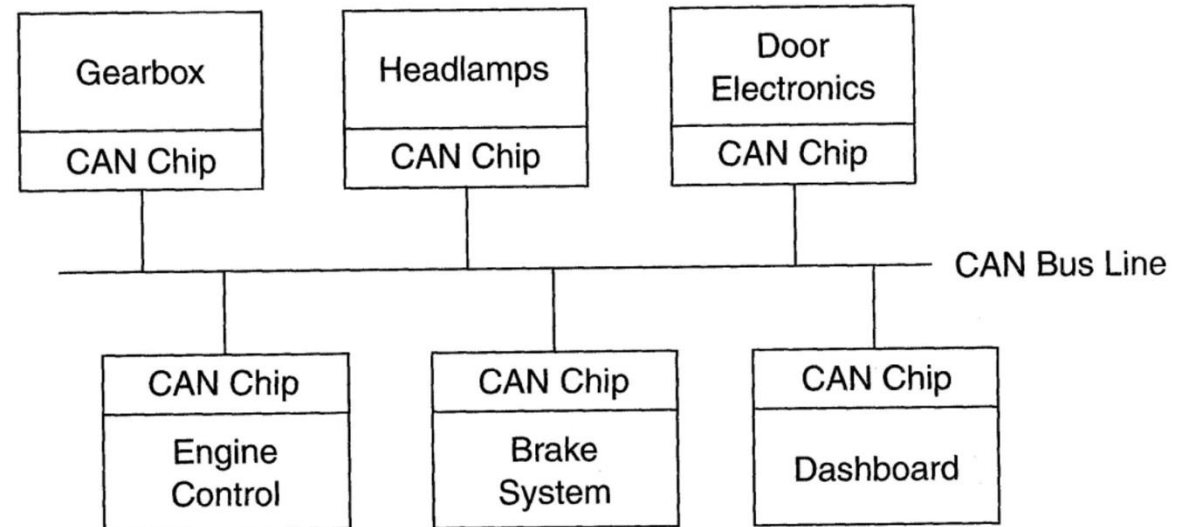 Gearbox
CAN Chip
Headlamps
CAN Chip
Door
Electronics
CAN Chip
CAN Bus Line
CAN Chip
Engine
Control
CAN Chip
Brake
System
CAN Chip
Dashboard